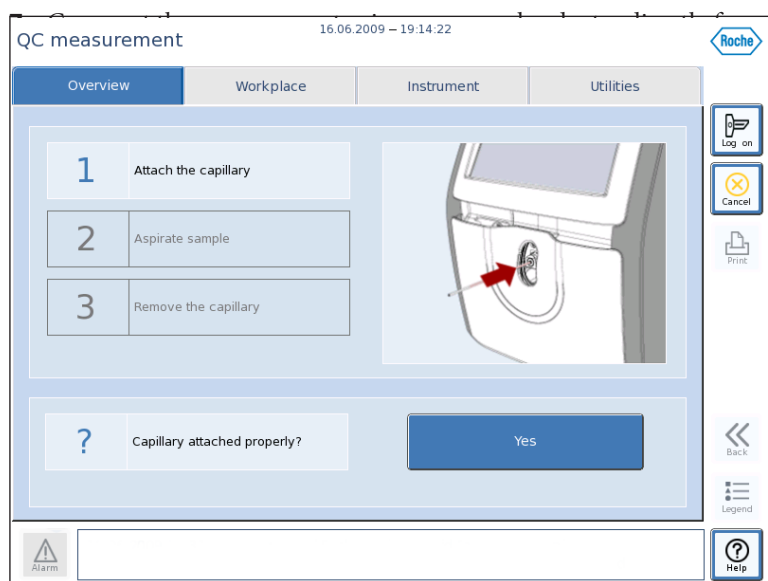 QC measurement
16.06.2009 – 19:14:22
Roche
Overview
Workplace
Instrument
Utilities
Log on
1
Attach the capillary
Cancel
2
Aspirate sample
Print
3
Remove the capillary
?
Capillary attached properly?
Yes
Back
Legend
Alarm
Help